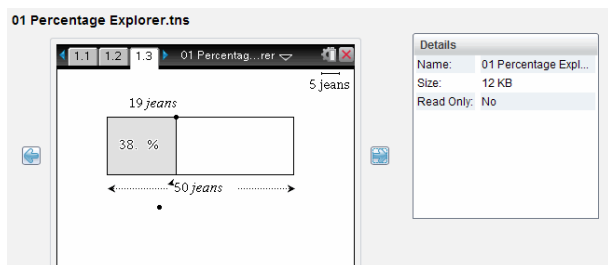 01 Percentage Explorer.tns
1.1 1.2 1.3 01 Percentag...rer
5 jeans
19 jeans
38. %
50 jeans
Details
Name: 01 Percentage Expl...
Size: 12 KB
Read Only: No